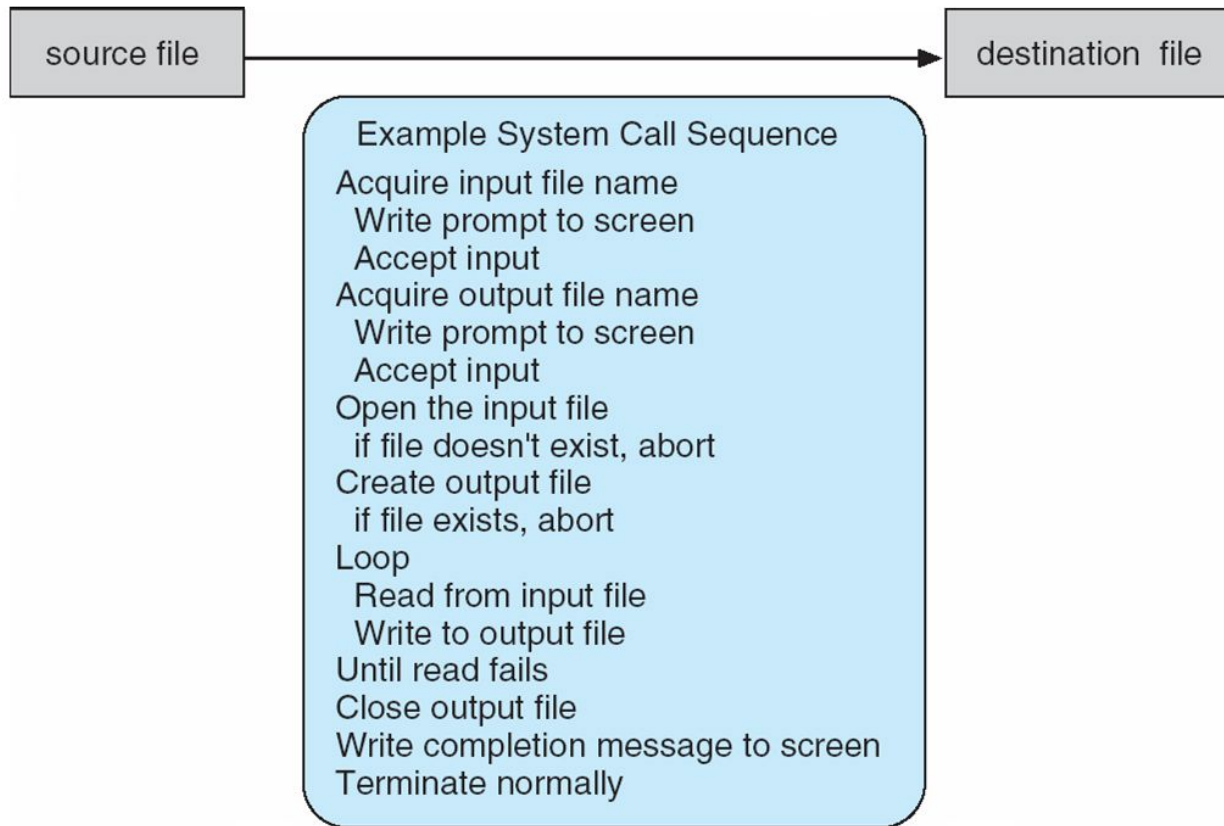 source file
destination file
Example System Call Sequence
Acquire input file name
Write prompt to screen
Accept input
Acquire output file name
Write prompt to screen
Accept input
Open the input file
if file doesn't exist, abort
Create output file
if file exists, abort
Loop
Read from input file
Write to output file
Until read fails
Close output file
Write completion message to screen
Terminate normally